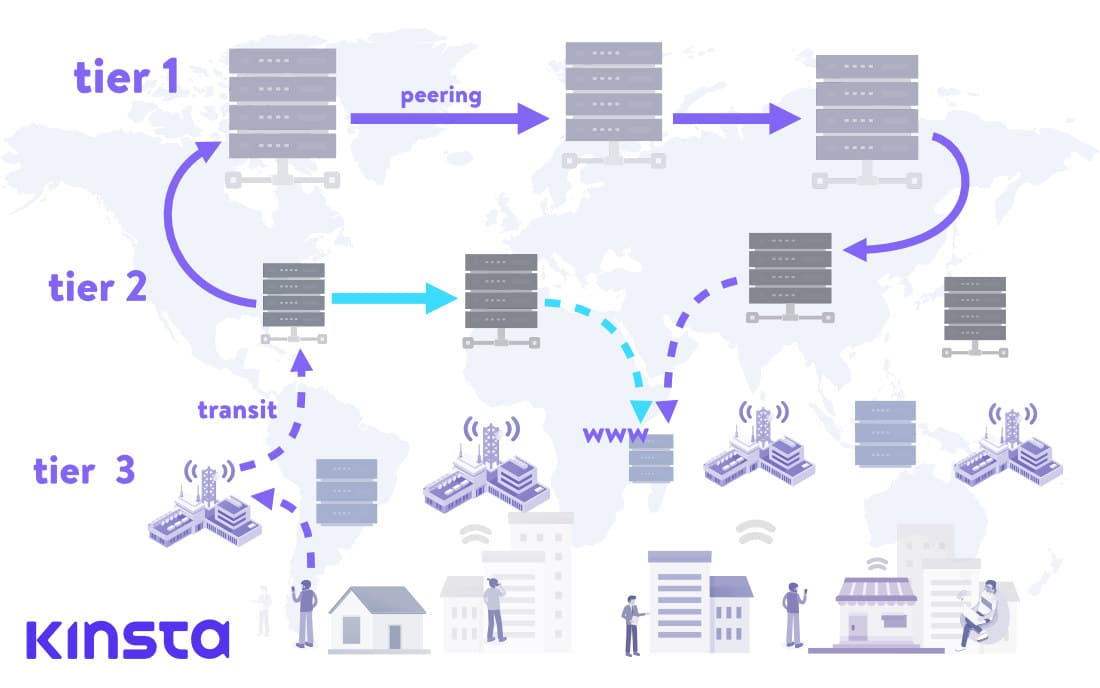 tier 1
peering
tier 2
transit
www
tier 3
Kinsta